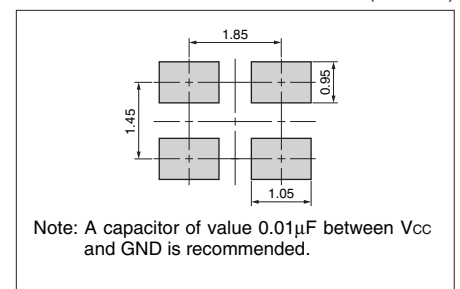 1.85
0.95
1.45
1.05
Note: A capacitor of value 0.01μF between Vcc
and GND is recommended.